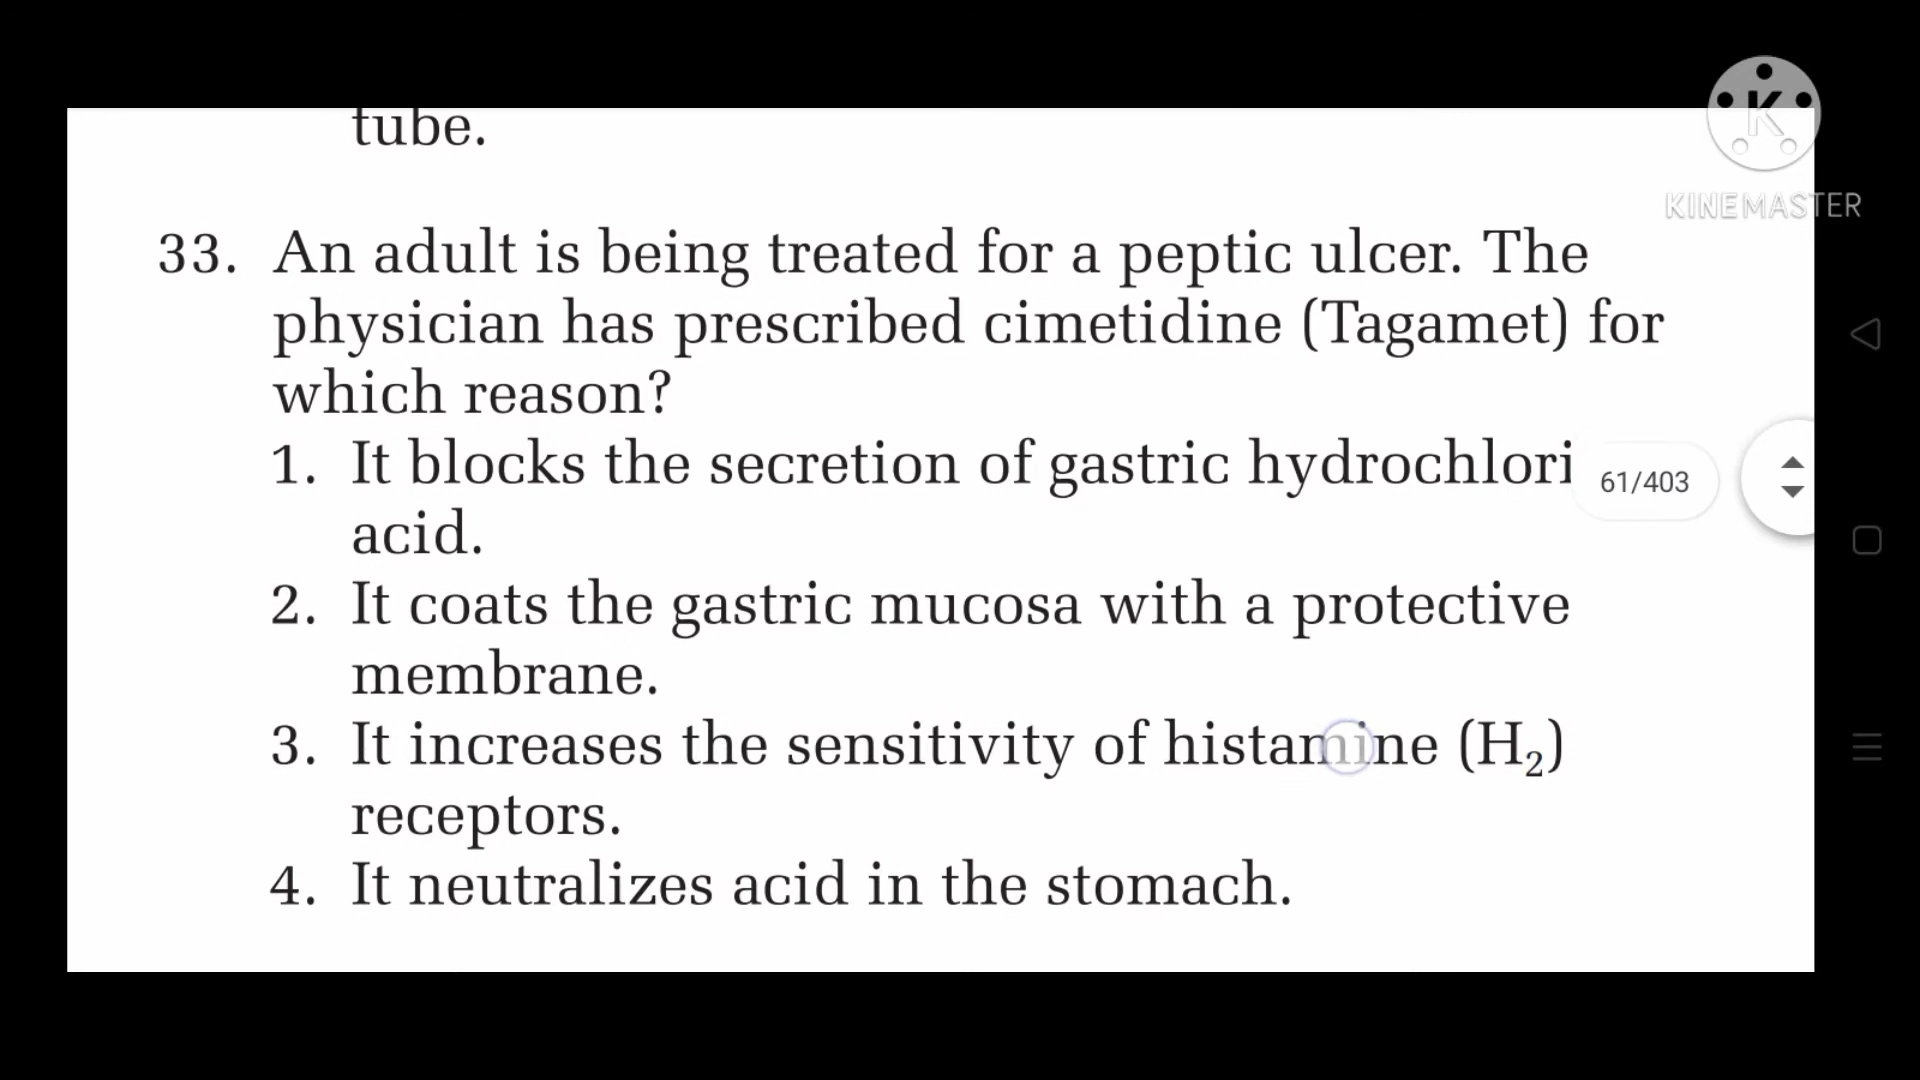 tube.
K
KINEMASTER
33. An adult is being treated for a peptic ulcer. The
physician has prescribed cimetidine (Tagamet) for
which reason?
1. It blocks the secretion of gastric hydrochlori
61/403
acid.
2. It coats the gastric mucosa with a protective
membrane.
3. It increases the sensitivity of histamine (H₂)
receptors.
4. It neutralizes acid in the stomach.